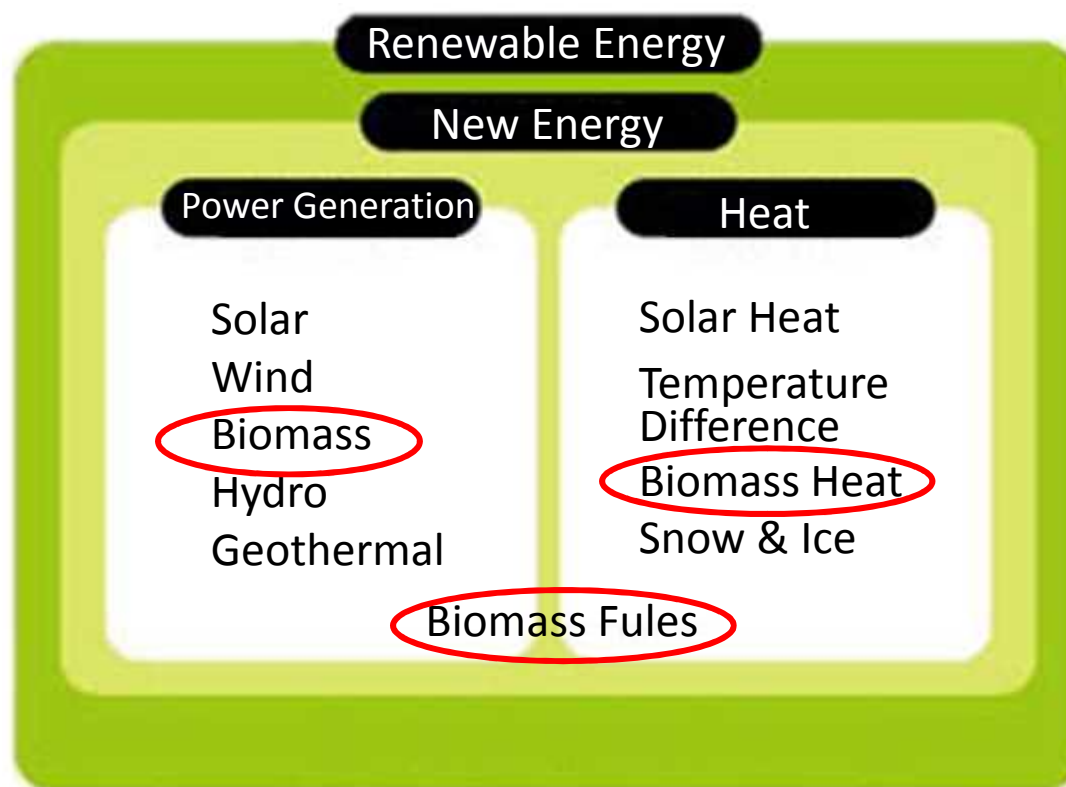 Renewable Energy
New Energy
Power Generation
Solar
Wind
Biomass
Hydro
Geothermal
Heat
Solar Heat
Temperature
Difference
Biomass Heat
Snow & Ice
Biomass Fules